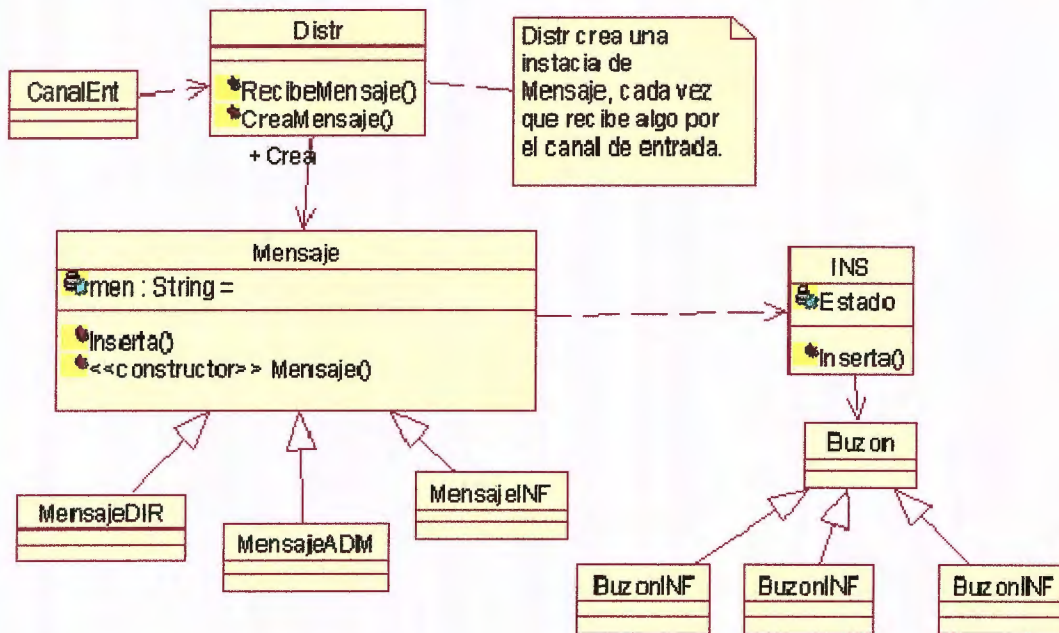 Distr
RecibeMensaje()
CreaMensaje()
CanalEnt
Distr crea una
instacia de
Mensaje, cada vez
que recibe algo por
el canal de entrada.
+ Crea
Mensaje
men : String =
Inserta()
<<constructor>> Mensaje()
INS
Estado
Inserta()
Buzon
MensajeDIR
MensajeADM
MensajeINF
BuzonINF
BuzonINF
BuzonINF